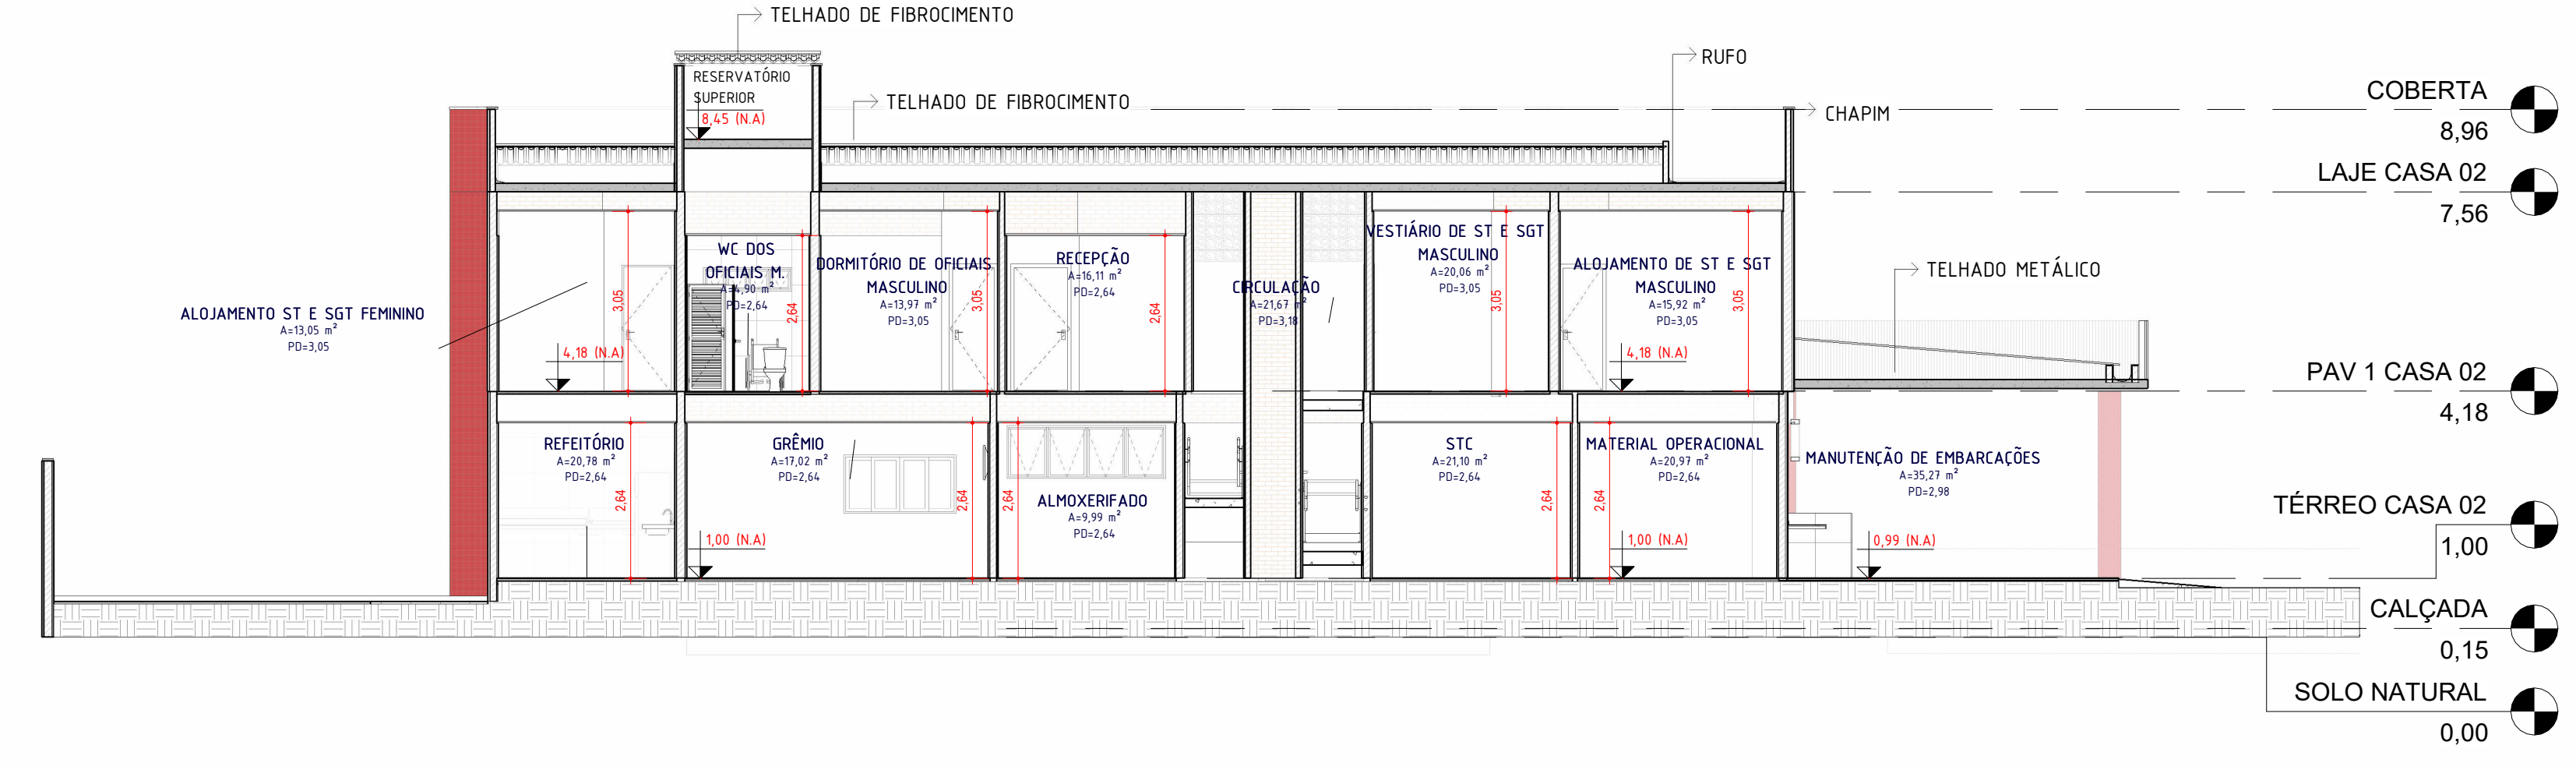 TELHADO DE FIBROCIMENTO
RUFO
RESERVATÓRIO
SUPERIOR
8,45 (N.A)
TELHADO DE FIBROCIMENTO
CHAPIM
COBERTA
8,96
LAJE CASA 02
7,56
ALOJAMENTO ST E SGT FEMININO
A=13,05 m²
PD=3,05
3,05
4,18 (N.A)
WC DOS
OFICIAIS M.
A=4,90 m²
PD=2,64
2,64
DORMITÓRIO DE OFICIAIS
MASCULINO
A=13,97 m²
PD=3,05
3,05
RECEPÇÃO
A=16,11 m²
PD=2,64
2,64
CIRCULAÇÃO
A=21,67 m²
PD=3,18
VESTIÁRIO DE ST E SGT
MASCULINO
A=20,06 m²
PD=3,05
3,05
ALOJAMENTO DE ST E SGT
MASCULINO
A=15,92 m²
PD=3,05
3,05
4,18 (N.A)
TELHADO METÁLICO
PAV 1 CASA 02
4,18
REFEITÓRIO
A=20,78 m²
PD=2,64
2,64
GRÊMIO
A=17,02 m²
PD=2,64
2,64
1,00 (N.A)
2,64
ALMOXERIFADO
A=9,99 m²
PD=2,64
STC
A=21,10 m²
PD=2,64
2,64
MATERIAL OPERACIONAL
A=20,97 m²
PD=2,64
2,64
1,00 (N.A)
MANUTENÇÃO DE EMBARCAÇÕES
A=35,27 m²
PD=2,98
0,99 (N.A)
TÉRREO CASA 02
1,00
CALÇADA
0,15
SOLO NATURAL
0,00